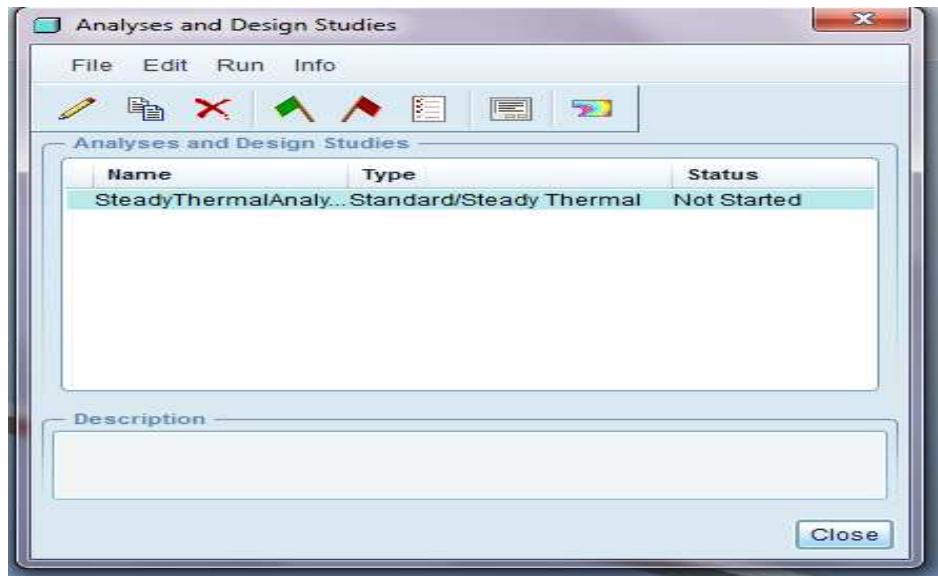 Analyses and Design Studies
File Edit Run Info
Analyses and Design Studies
Name Type Status
SteadyThermalAnaly... Standard/Steady Thermal Not Started
Description
Close